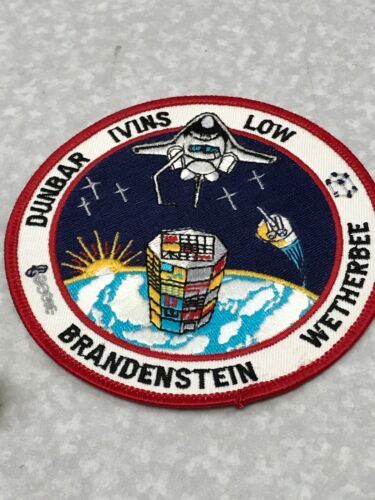 DUNBAR
IVINS
LOW
WETHERBEE
BRANDENSTEIN